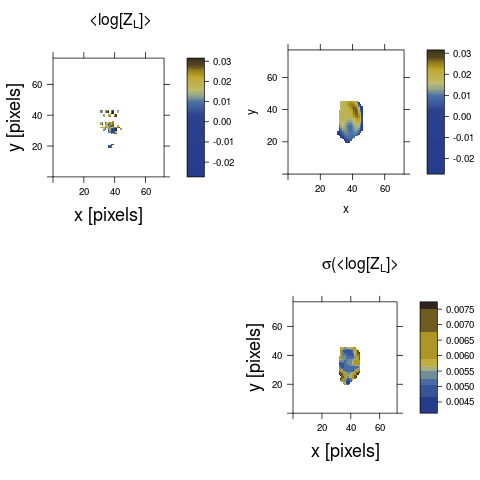 <log[Z_L]>
y [pixels]
60
40
20
20 40 60
x [pixels]
0.03
0.02
0.01
0.00
-0.01
-0.02
y
60
40
20
20 40 60
x
0.03
0.02
0.01
0.00
-0.01
-0.02
σ(<log[Z_L]>
y [pixels]
60
40
20
20 40 60
x [pixels]
0.0075
0.0070
0.0065
0.0060
0.0055
0.0050
0.0045